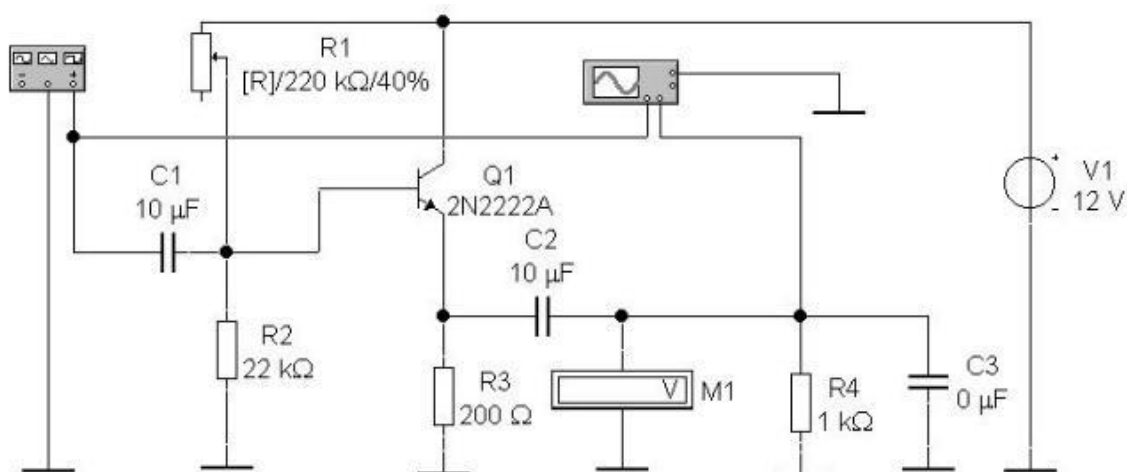 R1
[R]/220 kΩ/40%
C1
10 µF
Q1
2N2222A
C2
10 µF
+
V1
-
12 V
R2
22 kΩ
R3
200 Ω
V
M1
R4
1 kΩ
C3
0 µF